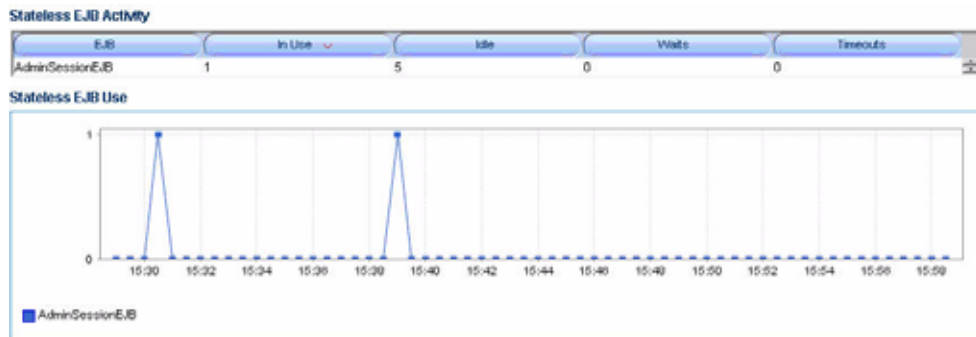 Stateless EJB Activity
EJB In Use Idle Waits Timeouts
AdminSessionEJB 1 5 0 0
Stateless EJB Use
1
0
15:30 15:32 15:34 15:36 15:38 15:40 15:42 15:44 15:46 15:48 15:50 15:52 15:54 15:56 15:58
AdminSessionEJB